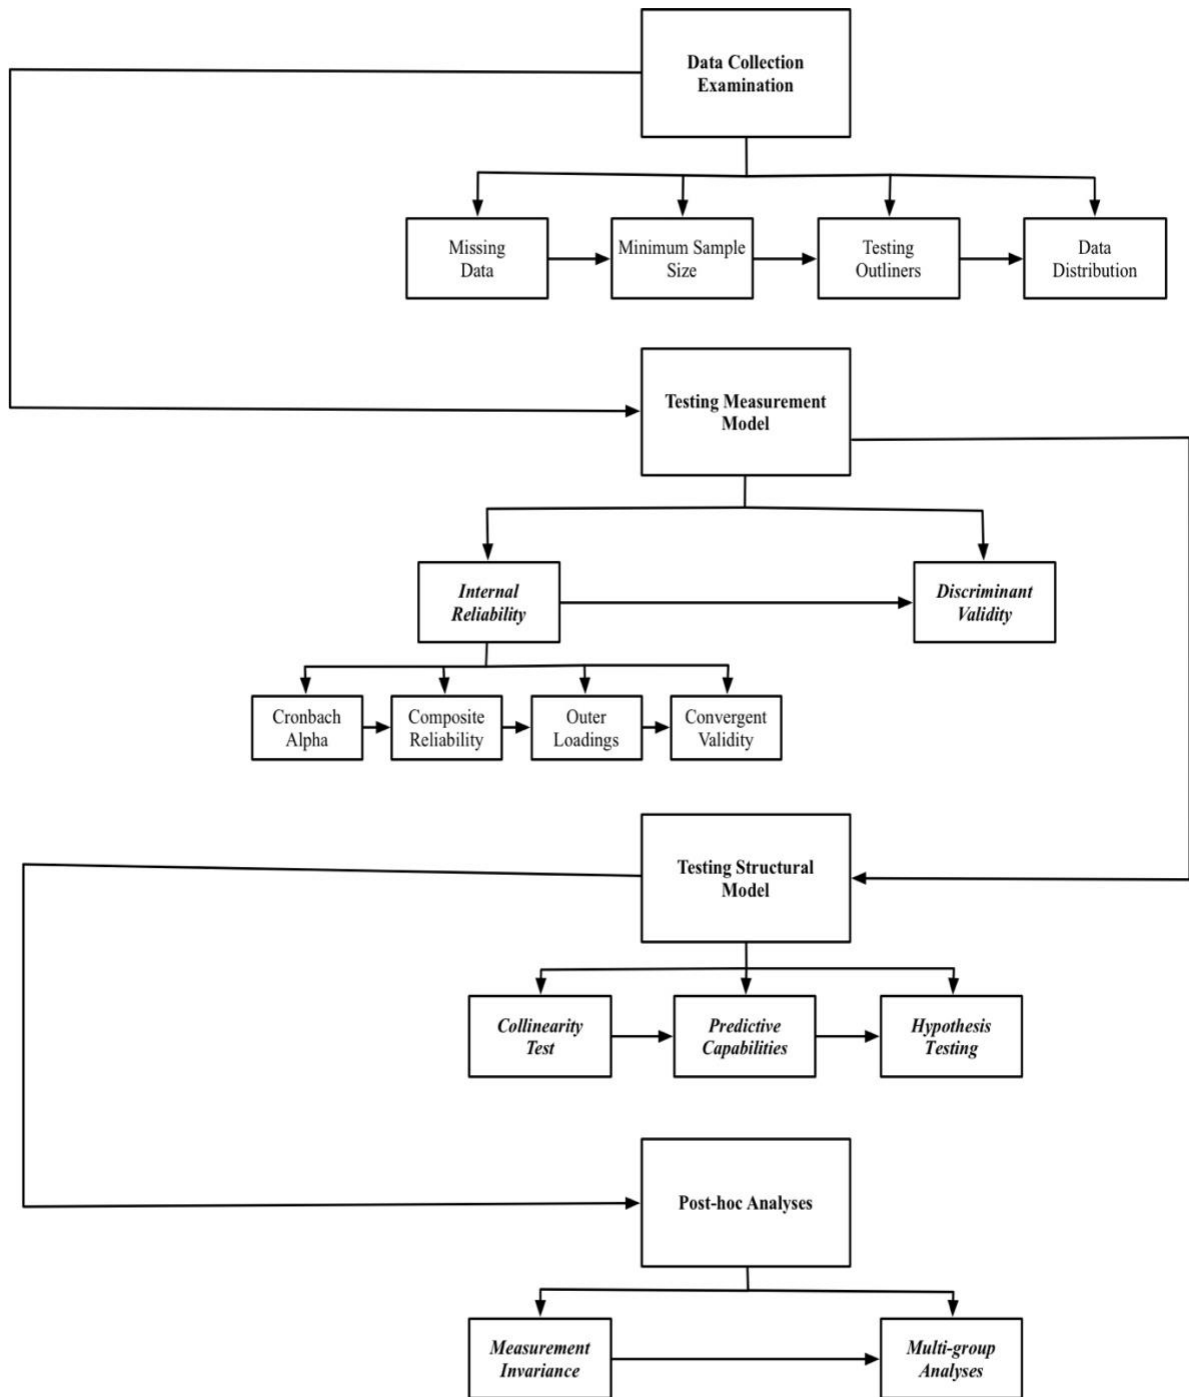 Data Collection
Examination
Missing
Data
Minimum Sample
Size
Testing
Outliners
Data
Distribution
Testing Measurement
Model
Internal
Reliability
Discriminant
Validity
Cronbach
Alpha
Composite
Reliability
Outer
Loadings
Convergent
Validity
Testing Structural
Model
Collinearity
Test
Predictive
Capabilities
Hypothesis
Testing
Post-hoc Analyses
Measurement
Invariance
Multi-group
Analyses